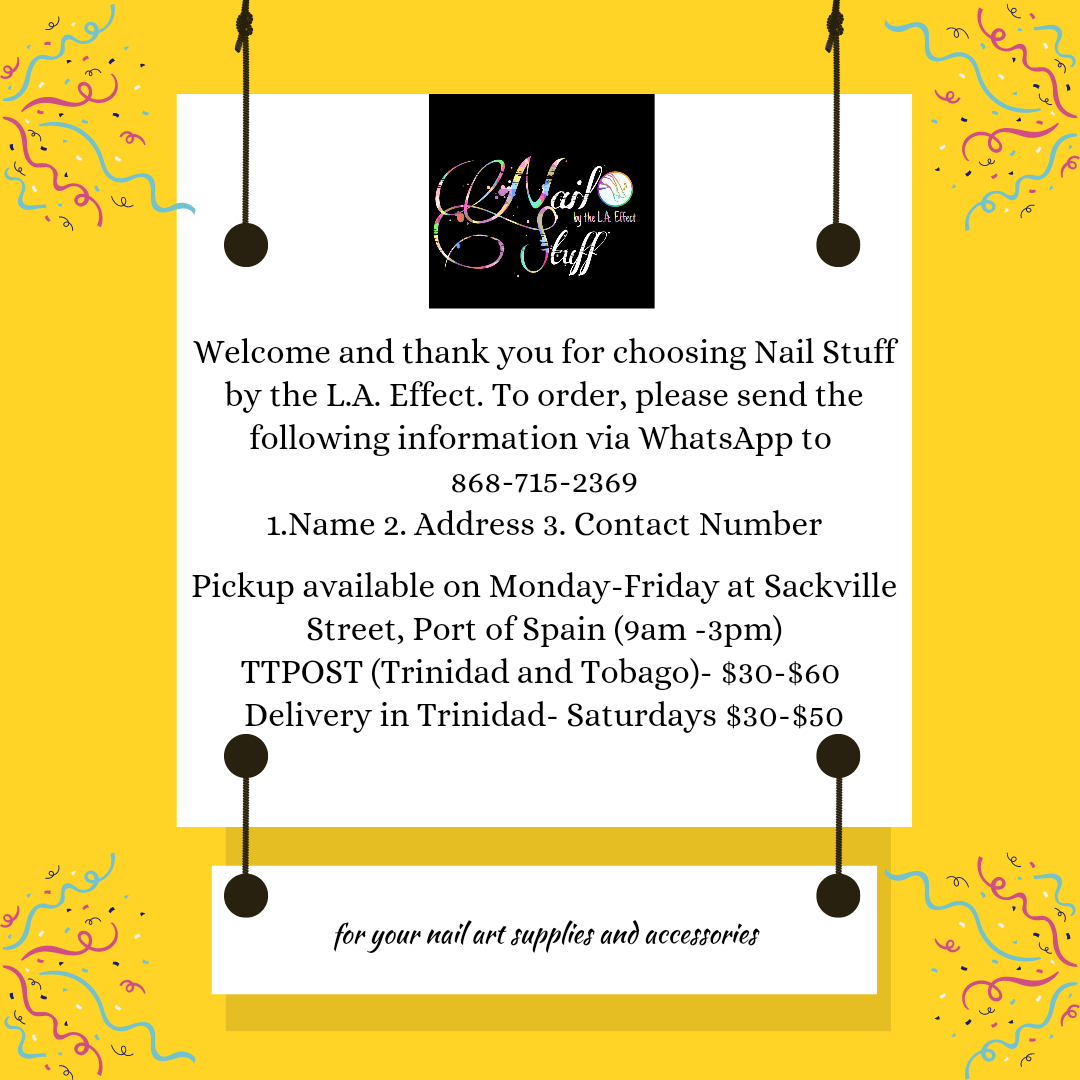 Nail
by the L.A. Effect
Stuff
Welcome and thank you for choosing Nail Stuff
by the L.A. Effect. To order, please send the
following information via WhatsApp to
868-715-2369
1.Name 2. Address 3. Contact Number
Pickup available on Monday-Friday at Sackville
Street, Port of Spain (9am -3pm)
TTPOST (Trinidad and Tobago)- $30-$60
Delivery in Trinidad- Saturdays $30-$50
for your nail art supplies and accessories